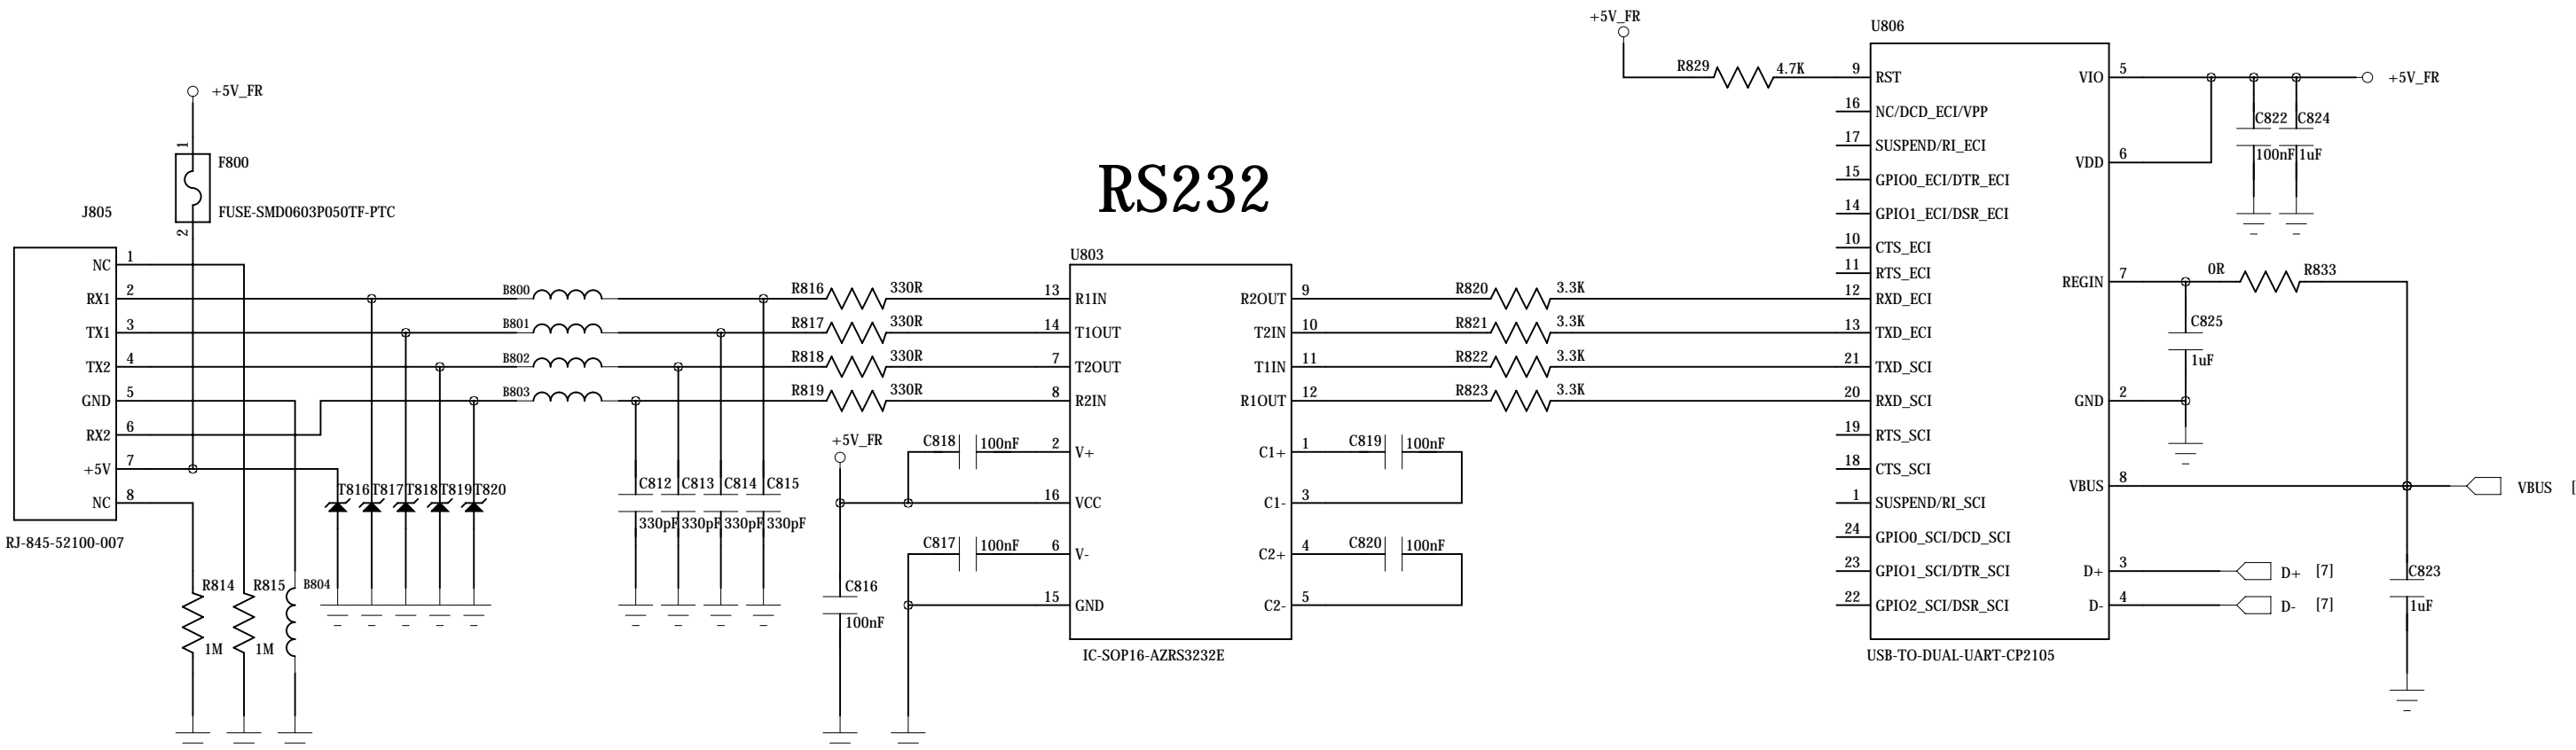 +5V_FR
F800
FUSE-SMD0603P050TF-PTC
1
2
J805
NC 1
RX1 2
TX1 3
TX2 4
GND 5
RX2 6
+5V 7
NC 8
RJ-845-52100-007
R814 1M
R815 1M
B804
T816 T817 T818 T819 T820
B800
B801
B802
B803
C812 C813 C814 C815
330pF 330pF 330pF 330pF
R816 330R
R817 330R
R818 330R
R819 330R
+5V_FR
C818 100nF
C817 100nF
C816
100nF
RS232
U803
13 R1IN R2OUT 9
14 T1OUT T2IN 10
7 T2OUT T1IN 11
8 R2IN R1OUT 12
2 V+ C1+ 1
16 VCC C1- 3
6 V- C2+ 4
15 GND C2- 5
IC-SOP16-AZRS3232E
C819 100nF
C820 100nF
R820 3.3K
R821 3.3K
R822 3.3K
R823 3.3K
+5V_FR
R829 4.7K
U806
9 RST
16 NC/DCD_ECI/VPP
17 SUSPEND/RI_ECI
15 GPIO0_ECI/DTR_ECI
14 GPIO1_ECI/DSR_ECI
10 CTS_ECI
11 RTS_ECI
12 RXD_ECI
13 TXD_ECI
21 TXD_SCI
20 RXD_SCI
19 RTS_SCI
18 CTS_SCI
1 SUSPEND/RI_SCI
24 GPIO0_SCI/DCD_SCI
23 GPIO1_SCI/DTR_SCI
22 GPIO2_SCI/DSR_SCI
VIO 5
VDD 6
REGIN 7
GND 2
VBUS 8
D+ 3
D- 4
USB-TO-DUAL-UART-CP2105
+5V_FR
C822 C824
100nF 1uF
0R R833
C825
1uF
VBUS [
D+ [7]
D- [7]
C823
1uF